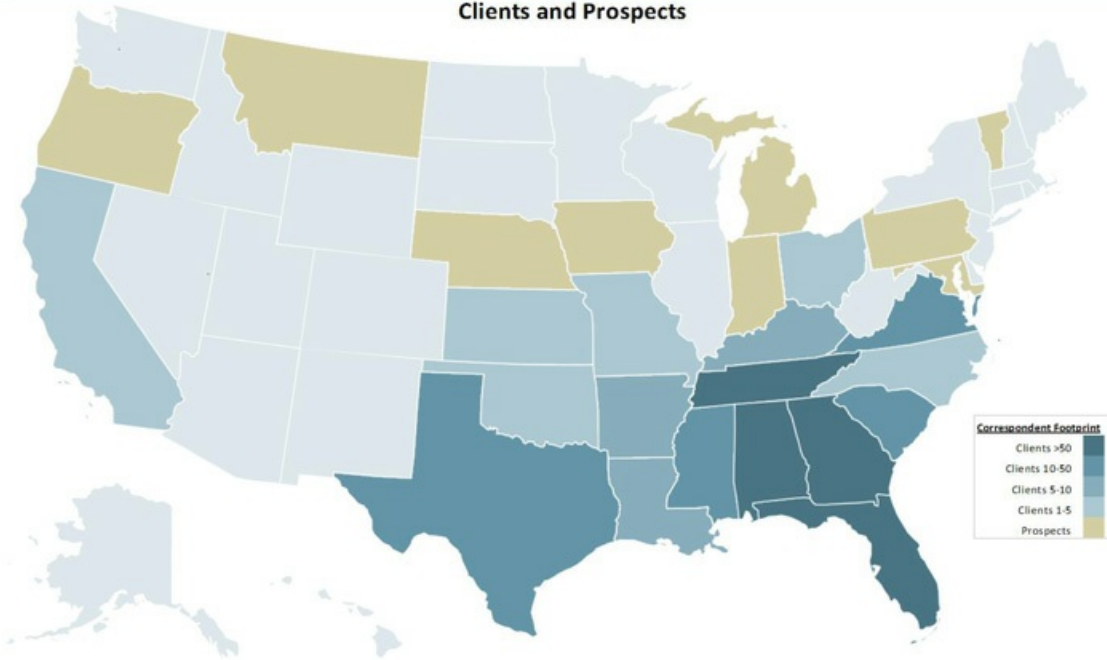 Clients and Prospects
Correspondent Footprint
Clients >50
Clients 10-50
Clients 5-10
Clients 1-5
Prospects